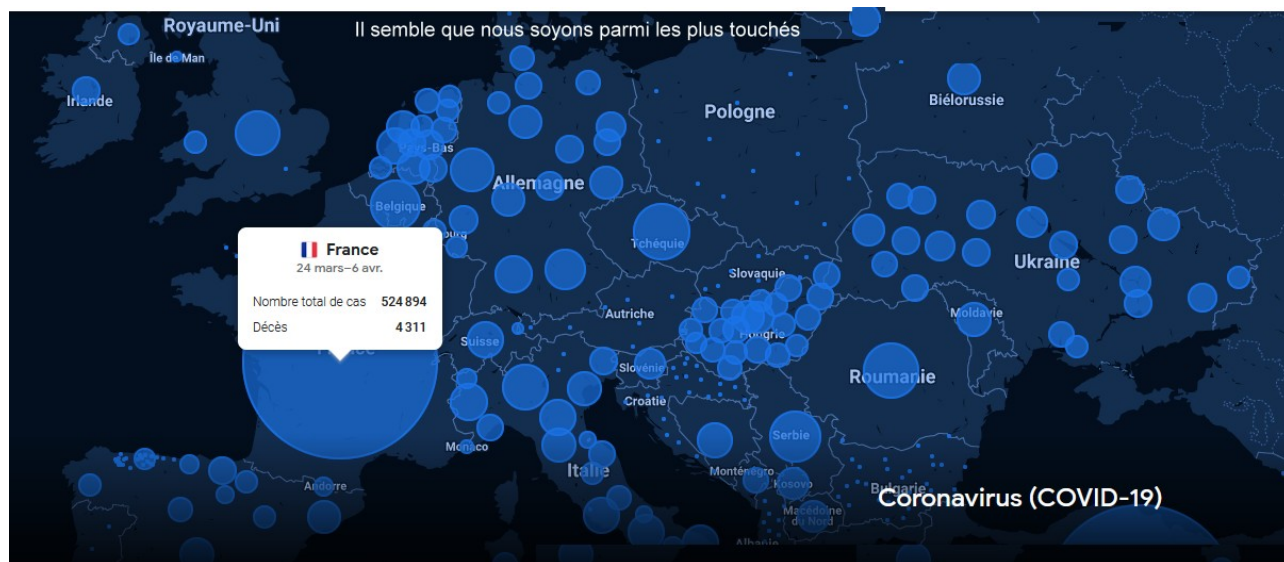 Royaume-Uni
Il semble que nous soyons parmi les plus touchés
Île de Man
Irlande
Biélorussie
Pologne
Pays-Bas
Allemagne
Belgique
Tchéquie
France
24 mars–6 avr.
Nombre total de cas 524 894
Décès 4 311
Ukraine
Slovaquie
Autriche
Moldavie
Hongrie
Suisse
Slovénie
Roumanie
Croatie
Serbie
Monaco
Italie
Monténégro
Kosovo
Andorre
Bulgarie
Coronavirus (COVID-19)
Macédoine
du Nord
Albanie